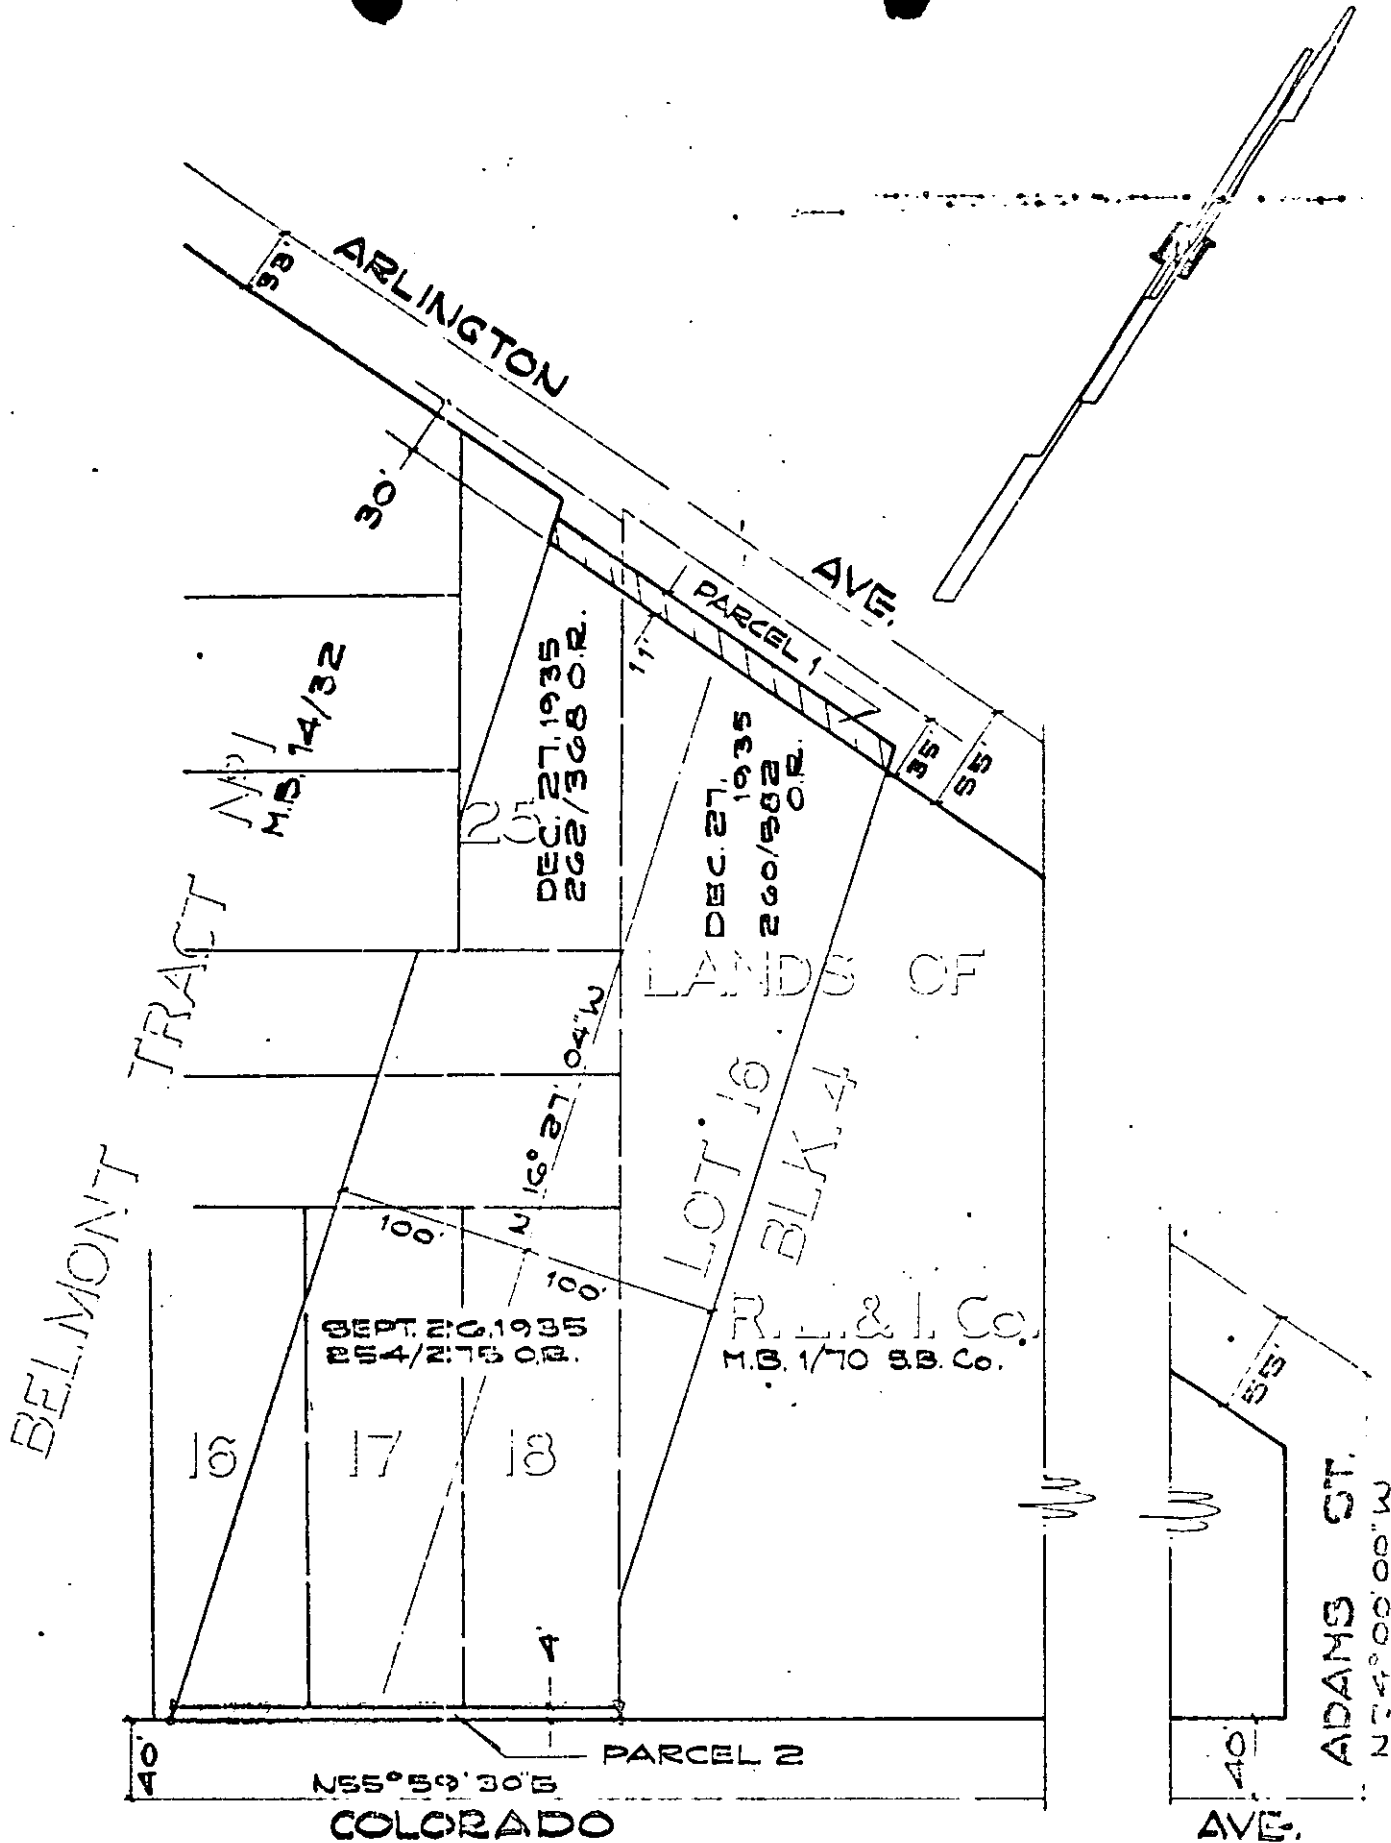 33'
ARLINGTON
30'
AVE.
PARCEL 1
11'
35'
55'
M.B. 14/32
25
DEC. 27, 1935
262/368 O.R.
DEC. 27,
1935
O.R.
BELMONT TRACT
LANDS OF
LOT 16
BLK. 4
R.L. & I. Co.
M.B. 1/70 S.B. Co.
N 16° 27' 04" W
100'
100'
SEPT. 26, 1935
254/275 O.R.
16
17
18
4'
PARCEL 2
40'
N55°59'30"E
COLORADO
AVE.
55'
40'
ADAMS ST.